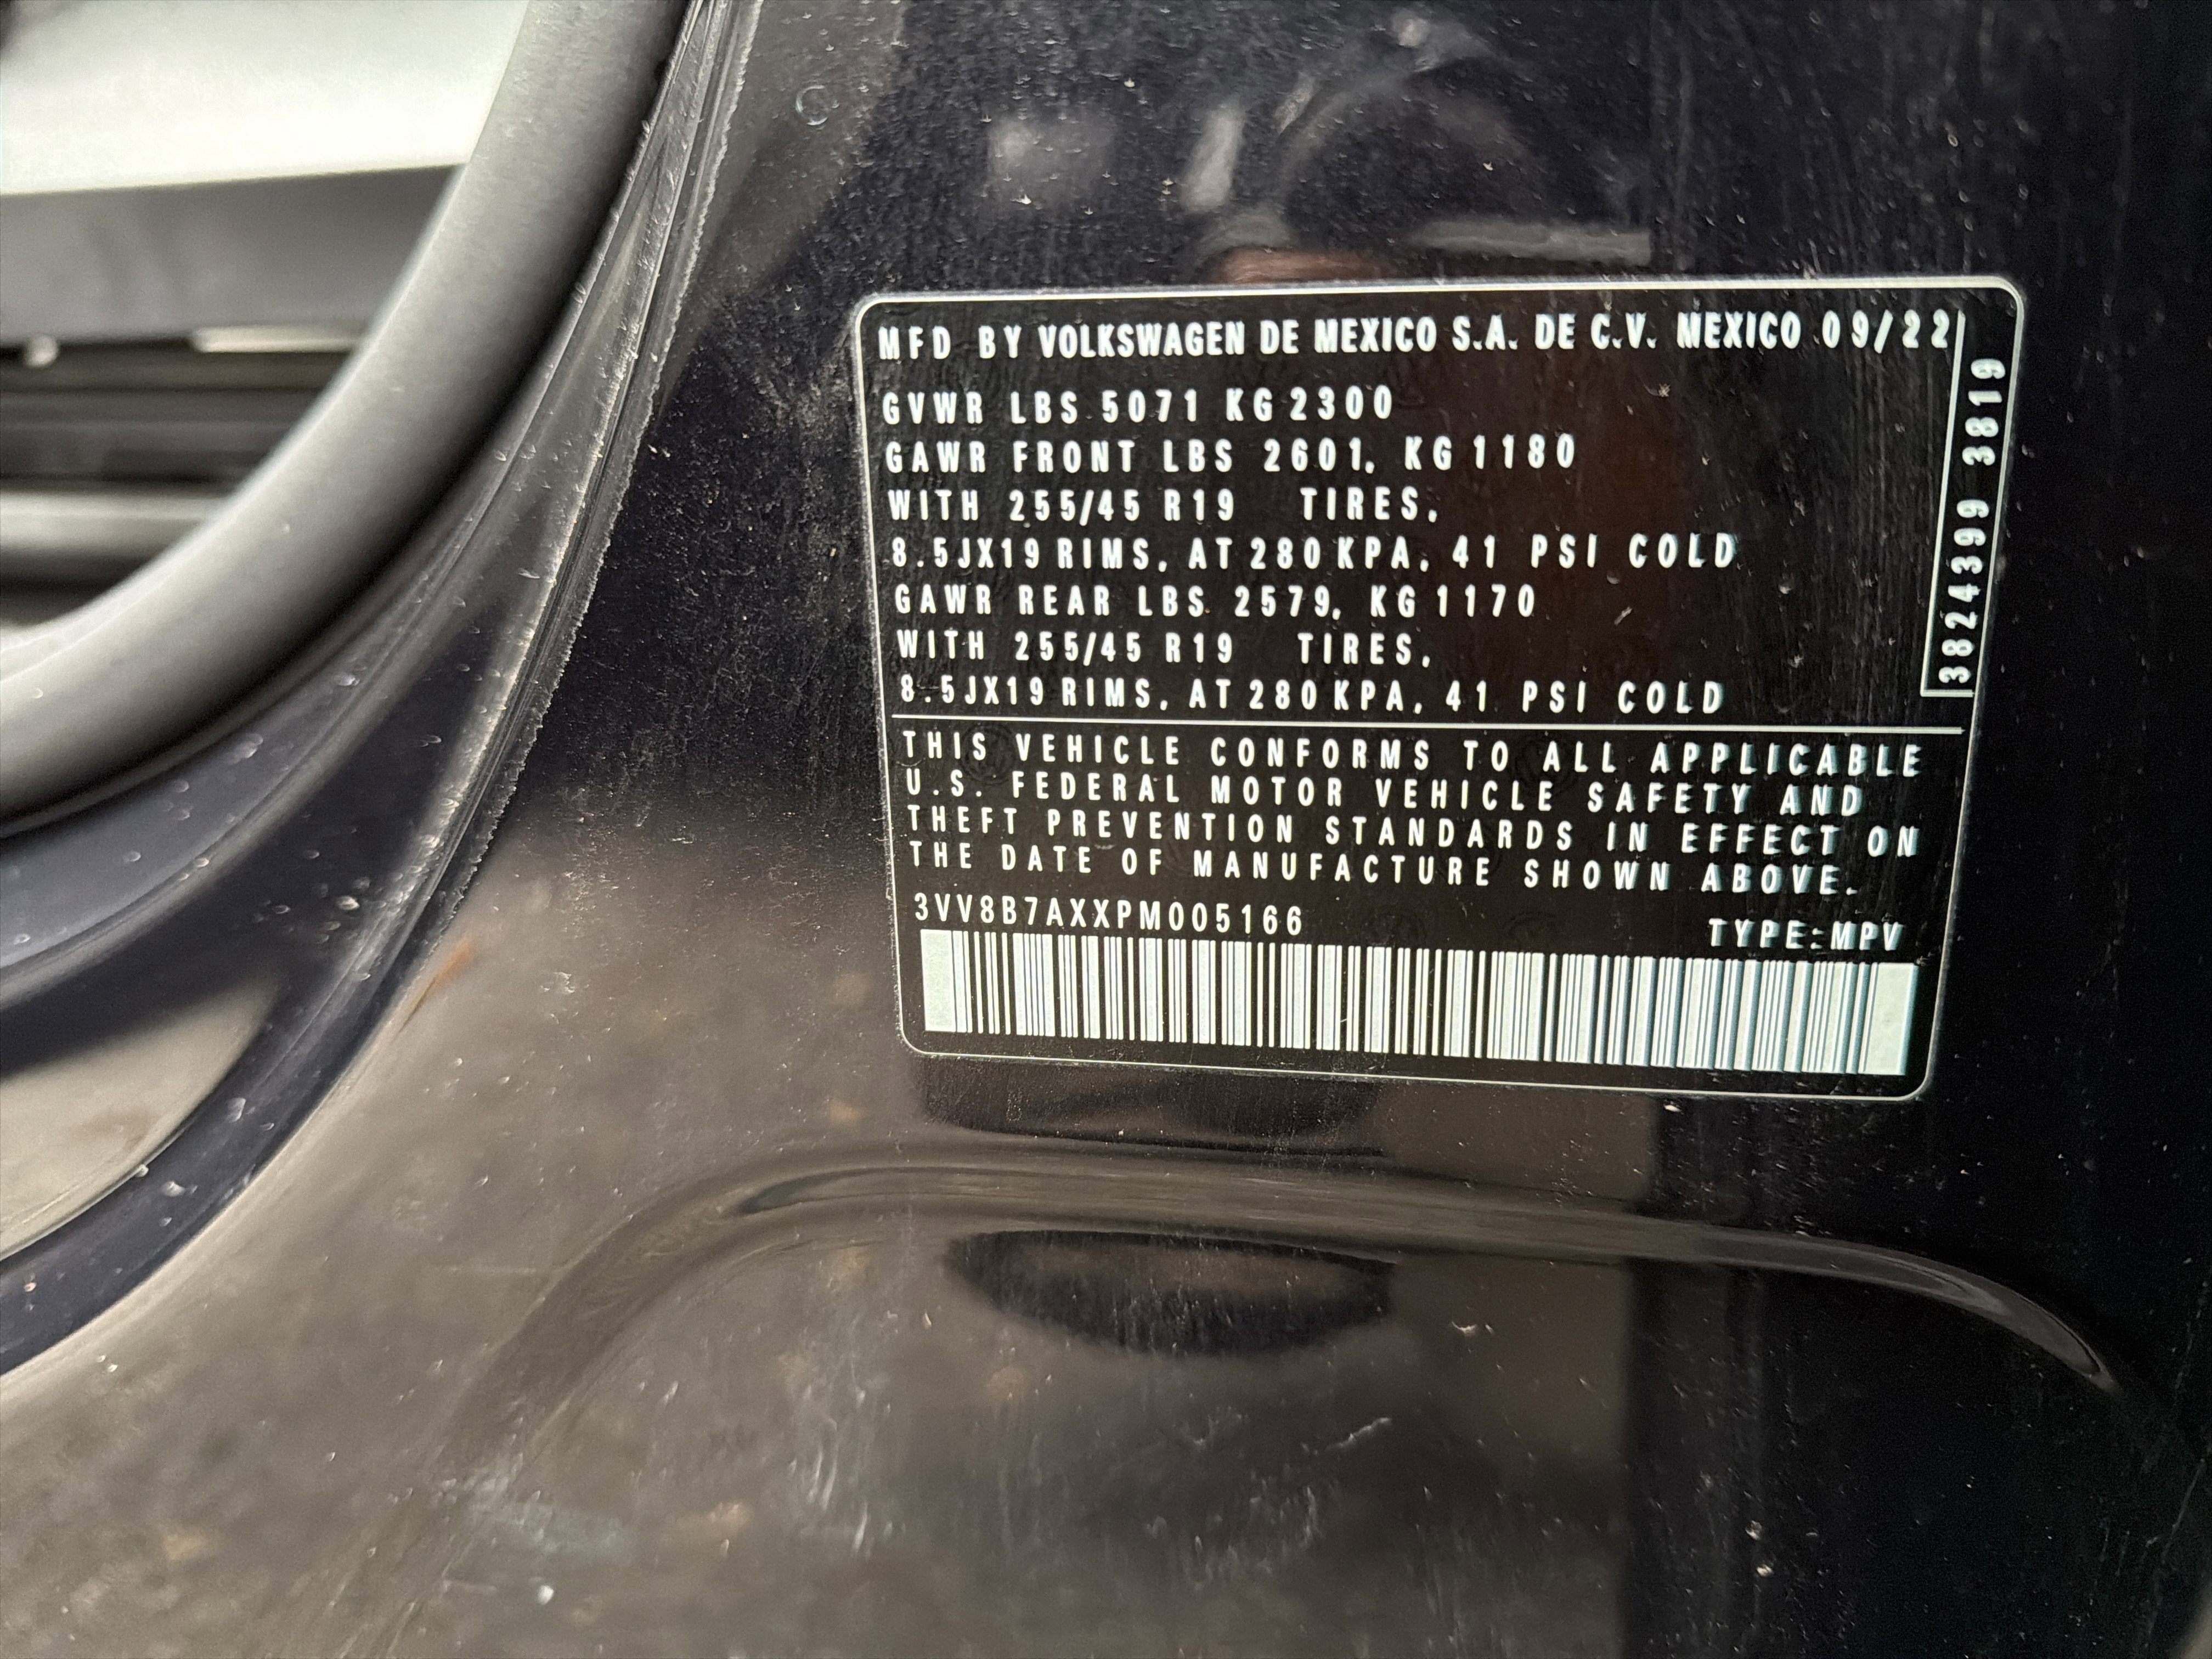 MFD BY VOLKSWAGEN DE MEXICO S.A. DE C.V. MEXICO 09/22
GVWR LBS 5071 KG 2300
GAWR FRONT LBS 2601, KG 1180
WITH 255/45 R19 TIRES,
8.5JX19 RIMS, AT 280 KPA, 41 PSI COLD
GAWR REAR LBS 2579, KG 1170
WITH 255/45 R19 TIRES,
8.5JX19 RIMS, AT 280 KPA, 41 PSI COLD
3824399 3819
THIS VEHICLE CONFORMS TO ALL APPLICABLE
U.S. FEDERAL MOTOR VEHICLE SAFETY AND
THEFT PREVENTION STANDARDS IN EFFECT ON
THE DATE OF MANUFACTURE SHOWN ABOVE.
3VV8B7AXXPM005166
TYPE:MPV